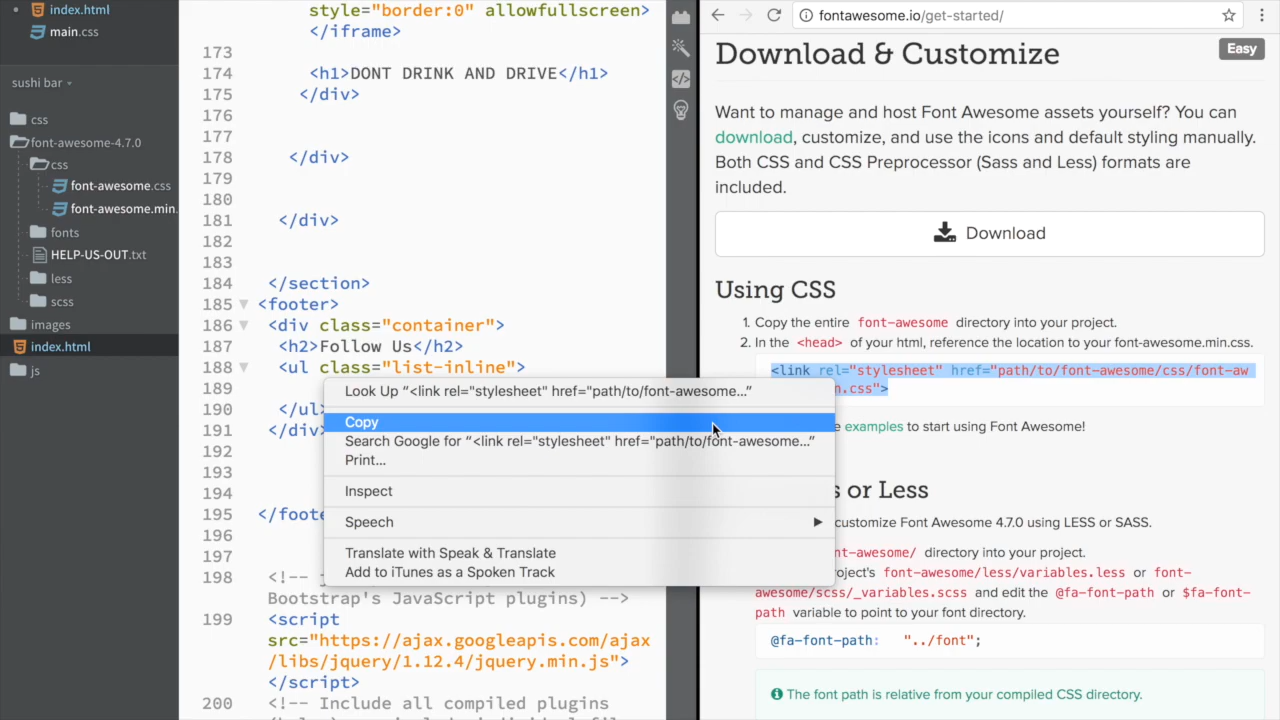 index.html
main.css
sushi bar
css
font-awesome-4.7.0
css
font-awesome.css
font-awesome.min.
fonts
HELP-US-OUT.txt
less
scss
images
index.html
js
style="border:0" allowfullscreen>
</iframe>
173
174 <h1>DONT DRINK AND DRIVE</h1>
175 </div>
176
177
178 </div>
179
180
181 </div>
182
183
184 </section>
185 <footer>
186 <div class="container">
187 <h2>Follow Us</h2>
188 <ul class="list-inline">
189
190 </ul>
191 </div>
192
193
194
195 </foote
196
197
198 <!--
Bootstrap's JavaScript plugins) -->
199 <script
src="https://ajax.googleapis.com/ajax
/libs/jquery/1.12.4/jquery.min.js">
</script>
200 <!-- Include all compiled plugins
Look Up “<link rel="stylesheet" href="path/to/font-awesome...”
Copy
Search Google for “<link rel="stylesheet" href="path/to/font-awesome...”
Print...
Inspect
Speech
Translate with Speak & Translate
Add to iTunes as a Spoken Track
fontawesome.io/get-started/
Download & Customize
Easy
Want to manage and host Font Awesome assets yourself? You can
download, customize, and use the icons and default styling manually.
Both CSS and CSS Preprocessor (Sass and Less) formats are
included.
Download
Using CSS
1. Copy the entire font-awesome directory into your project.
2. In the <head> of your html, reference the location to your font-awesome.min.css.
<link rel="stylesheet" href="path/to/font-awesome/css/font-aw
n.css">
e examples to start using Font Awesome!
s or Less
customize Font Awesome 4.7.0 using LESS or SASS.
nt-awesome/ directory into your project.
roject's font-awesome/less/variables.less or font-
awesome/scss/_variables.scss and edit the @fa-font-path or $fa-font-
path variable to point to your font directory.
@fa-font-path: "../font";
The font path is relative from your compiled CSS directory.